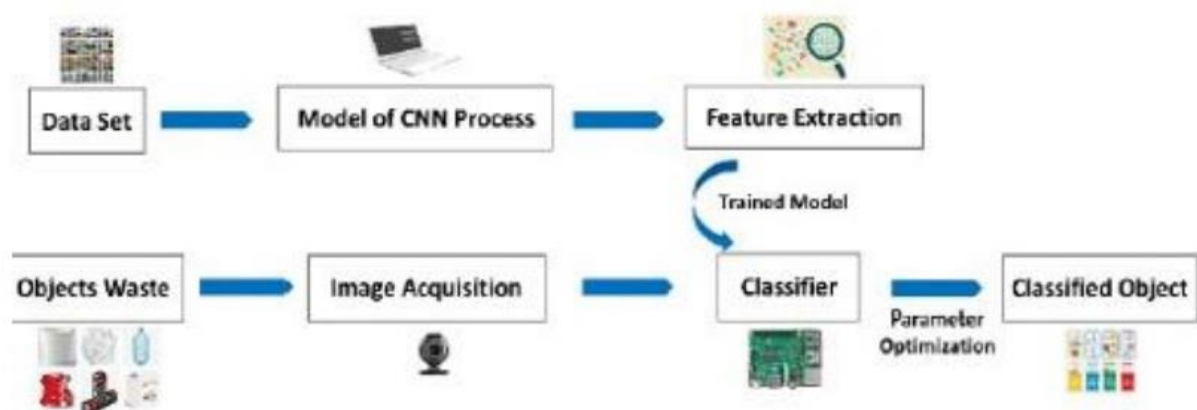 Data Set
Model of CNN Process
Feature Extraction
Trained Model
Objects Waste
Image Acquisition
Classifier
Classified Object
Parameter
Optimization